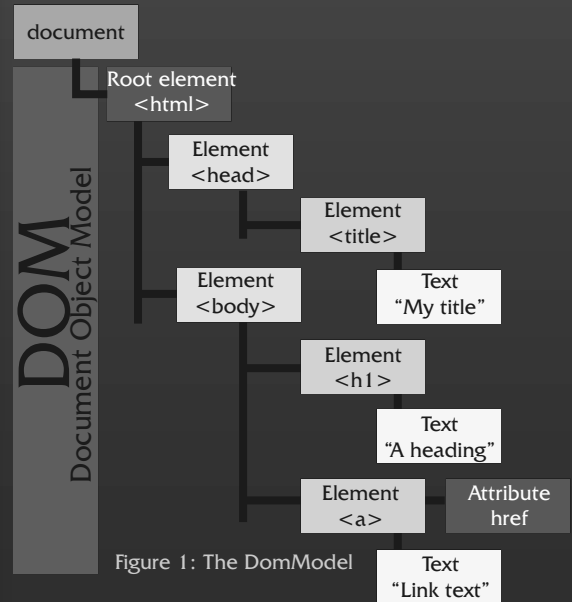 document
Root element
<html>
Element
<head>
Element
<title>
Text
“My title”
Element
<body>
Element
<h1>
Text
“A heading”
Element
<a>
Attribute
href
Text
“Link text”
DOM
Document Object Model
Figure 1: The DomModel